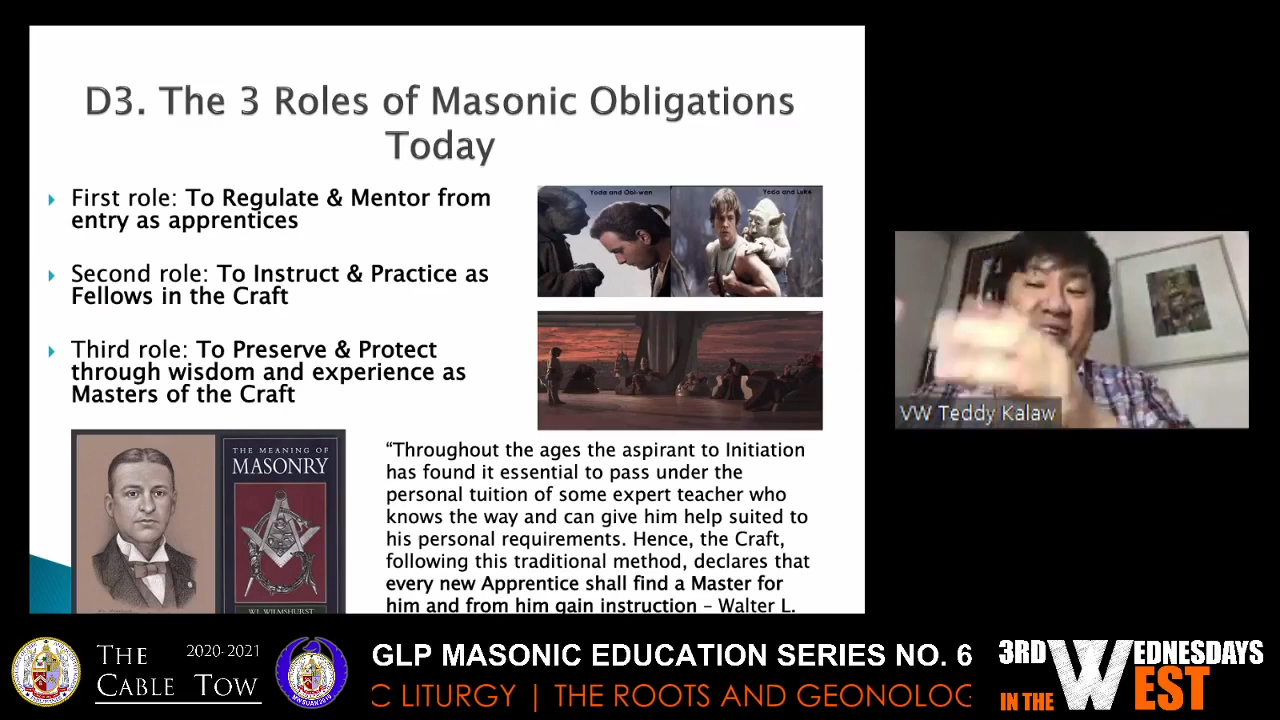 D3. The 3 Roles of Masonic Obligations
Today
First role: To Regulate & Mentor from
entry as apprentices
Second role: To Instruct & Practice as
Fellows in the Craft
Third role: To Preserve & Protect
through wisdom and experience as
Masters of the Craft
Yoda and Obi-wan
Yoda and Luke
THE MEANING OF
MASONRY
W.L. WILMSHURST
“Throughout the ages the aspirant to Initiation
has found it essential to pass under the
personal tuition of some expert teacher who
knows the way and can give him help suited to
his personal requirements. Hence, the Craft,
following this traditional method, declares that
every new Apprentice shall find a Master for
him and from him gain instruction – Walter L.
VW Teddy Kalaw
THE
CABLE TOW
2020-2021
GLP MASONIC EDUCATION SERIES NO. 6
C LITURGY | THE ROOTS AND GEONOLOG
3RD WEDNESDAYS
IN THE WEST